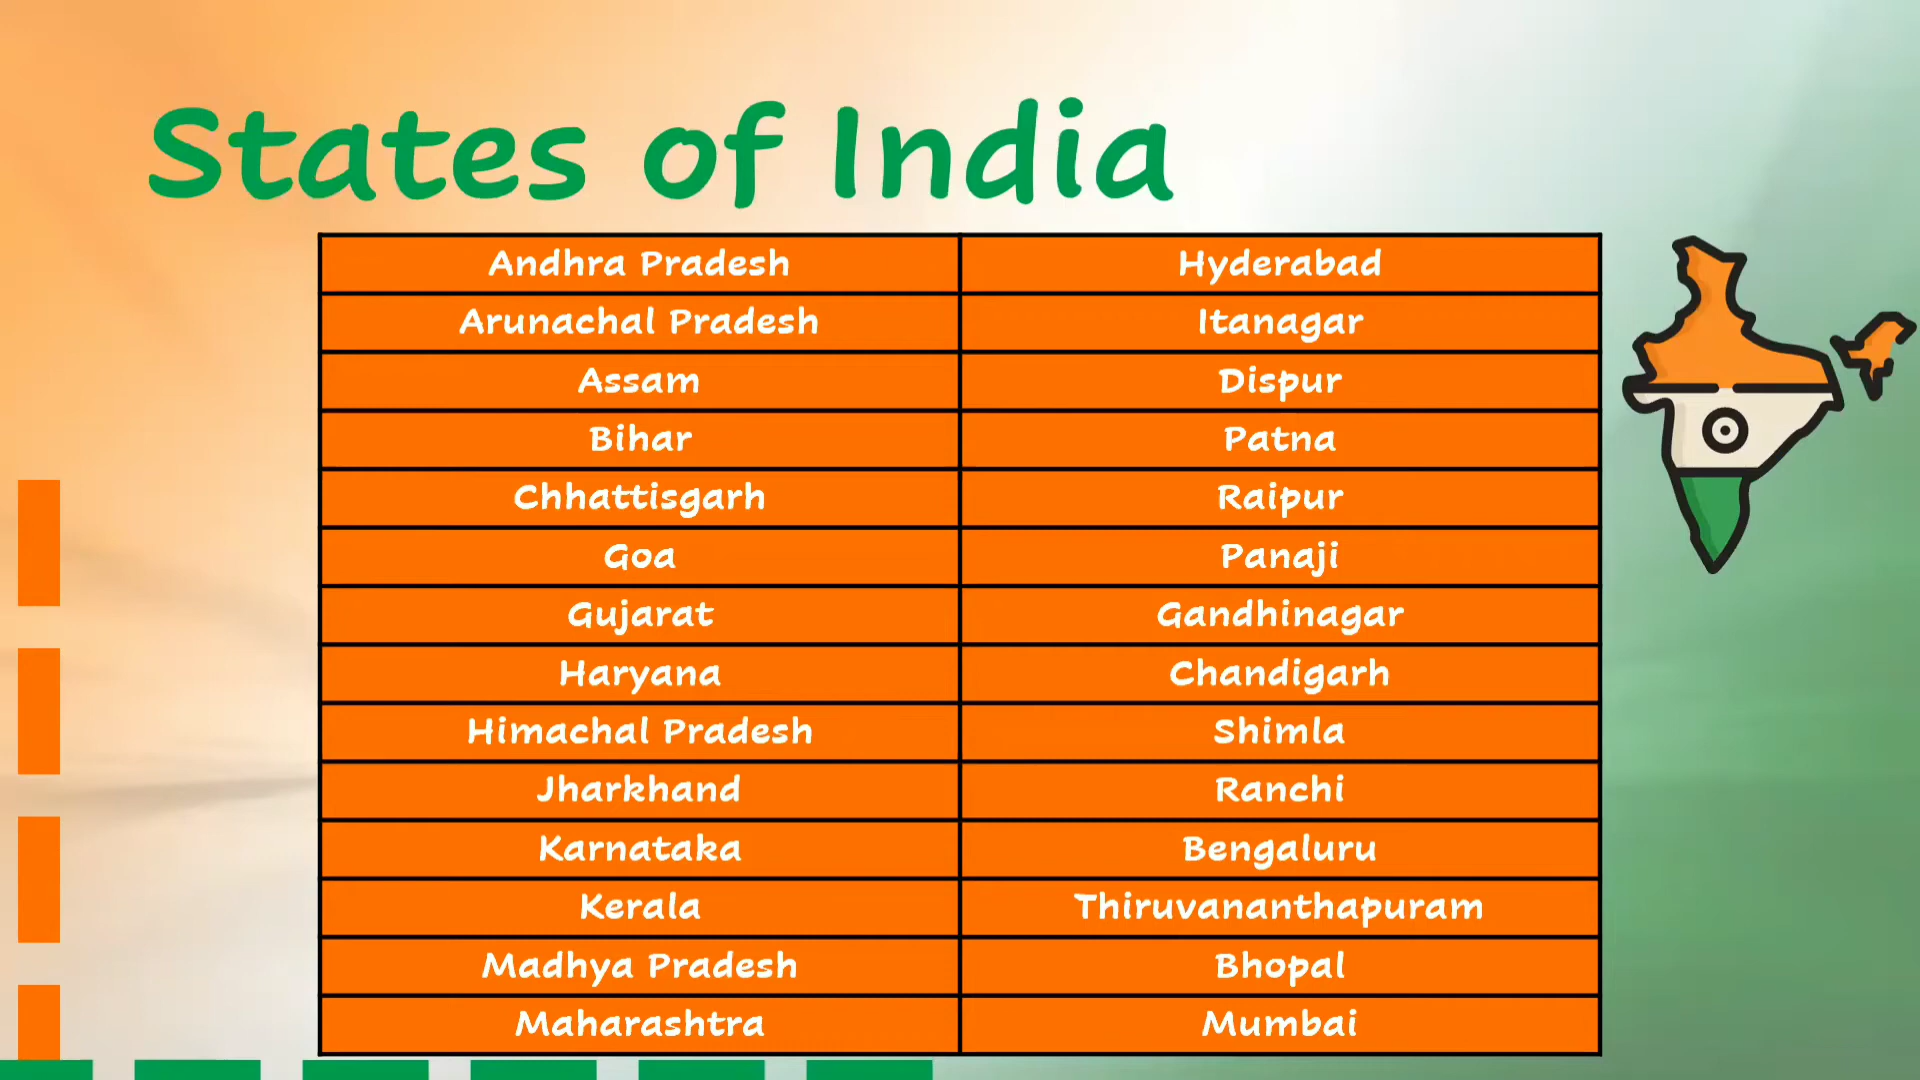 States of India
Andhra Pradesh Hyderabad
Arunachal Pradesh Itanagar
Assam Dispur
Bihar Patna
Chhattisgarh Raipur
Goa Panaji
Gujarat Gandhinagar
Haryana Chandigarh
Himachal Pradesh Shimla
Jharkhand Ranchi
Karnataka Bengaluru
Kerala Thiruvananthapuram
Madhya Pradesh Bhopal
Maharashtra Mumbai